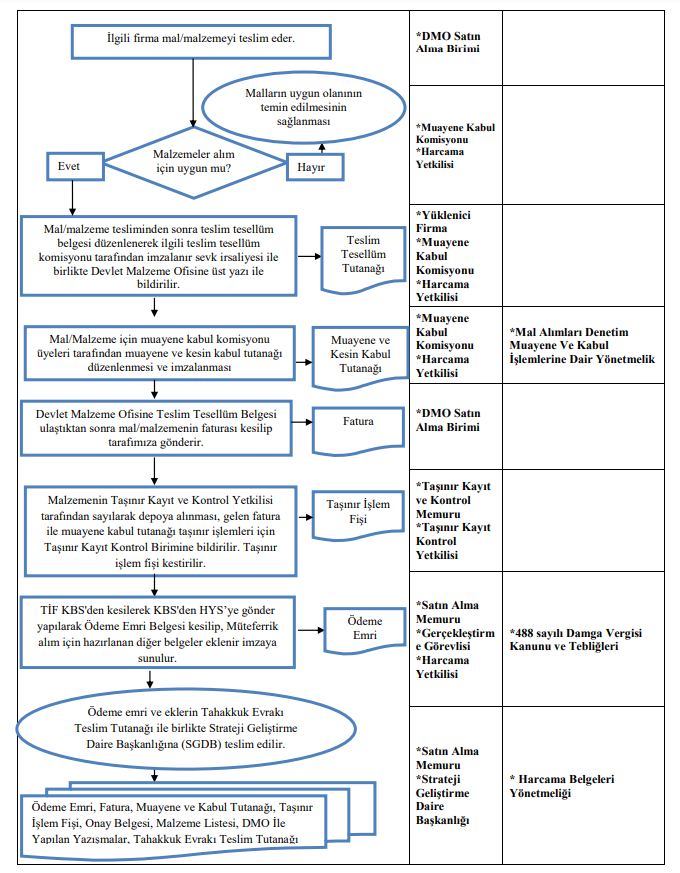 İlgili firma mal/malzemeyi teslim eder.
*DMO Satın
Alma Birimi
Malların uygun olanının
temin edilmesinin
sağlanması
Malzemeler alım
için uygun mu?
Evet
Hayır
*Muayene Kabul
Komisyonu
*Harcama
Yetkilisi
Mal/malzeme tesliminden sonra teslim tesellüm
belgesi düzenlenerek ilgili teslim tesellüm
komisyonu tarafından imzalanır sevk irsaliyesi ile
birlikte Devlet Malzeme Ofisine üst yazı ile
bildirilir.
Teslim
Tesellüm
Tutanağı
*Yüklenici
Firma
*Muayene
Kabul
Komisyonu
*Harcama
Yetkilisi
Mal/Malzeme için muayene kabul komisyonu
üyeleri tarafından muayene ve kesin kabul tutanağı
düzenlenmesi ve imzalanması
Muayene ve
Kesin Kabul
Tutanağı
*Muayene
Kabul
Komisyonu
*Harcama
Yetkilisi
*Mal Alımları Denetim
Muayene Ve Kabul
İşlemlerine Dair Yönetmelik
Devlet Malzeme Ofisine Teslim Tesellüm Belgesi
ulaştıktan sonra mal/malzemenin faturası kesilip
tarafımıza gönderir.
Fatura
*DMO Satın
Alma Birimi
Malzemenin Taşınır Kayıt ve Kontrol Yetkilisi
tarafından sayılarak depoya alınması, gelen fatura
ile muayene kabul tutanağı taşınır işlemleri için
Taşınır Kayıt Kontrol Birimine bildirilir. Taşınır
işlem fişi kestirilir.
Taşınır İşlem
Fişi
*Taşınır Kayıt
ve Kontrol
Memuru
*Taşınır Kayıt
Kontrol
Yetkilisi
TİF KBS'den kesilerek KBS'den HYS’ye gönder
yapılarak Ödeme Emri Belgesi kesilip, Müteferrik
alım için hazırlanan diğer belgeler eklenir imzaya
sunulur.
Ödeme
Emri
*Satın Alma
Memuru
*Gerçekleştirm
e Görevlisi
*Harcama
Yetkilisi
*488 sayılı Damga Vergisi
Kanunu ve Tebliğleri
Ödeme emri ve eklerin Tahakkuk Evrakı
Teslim Tutanağı ile birlikte Strateji Geliştirme
Daire Başkanlığına (SGDB) teslim edilir.
*Satın Alma
Memuru
*Strateji
Geliştirme
Daire
Başkanlığı
* Harcama Belgeleri
Yönetmeliği
Ödeme Emri, Fatura, Muayene ve Kabul Tutanağı, Taşınır
İşlem Fişi, Onay Belgesi, Malzeme Listesi, DMO İle
Yapılan Yazışmalar, Tahakkuk Evrakı Teslim Tutanağı